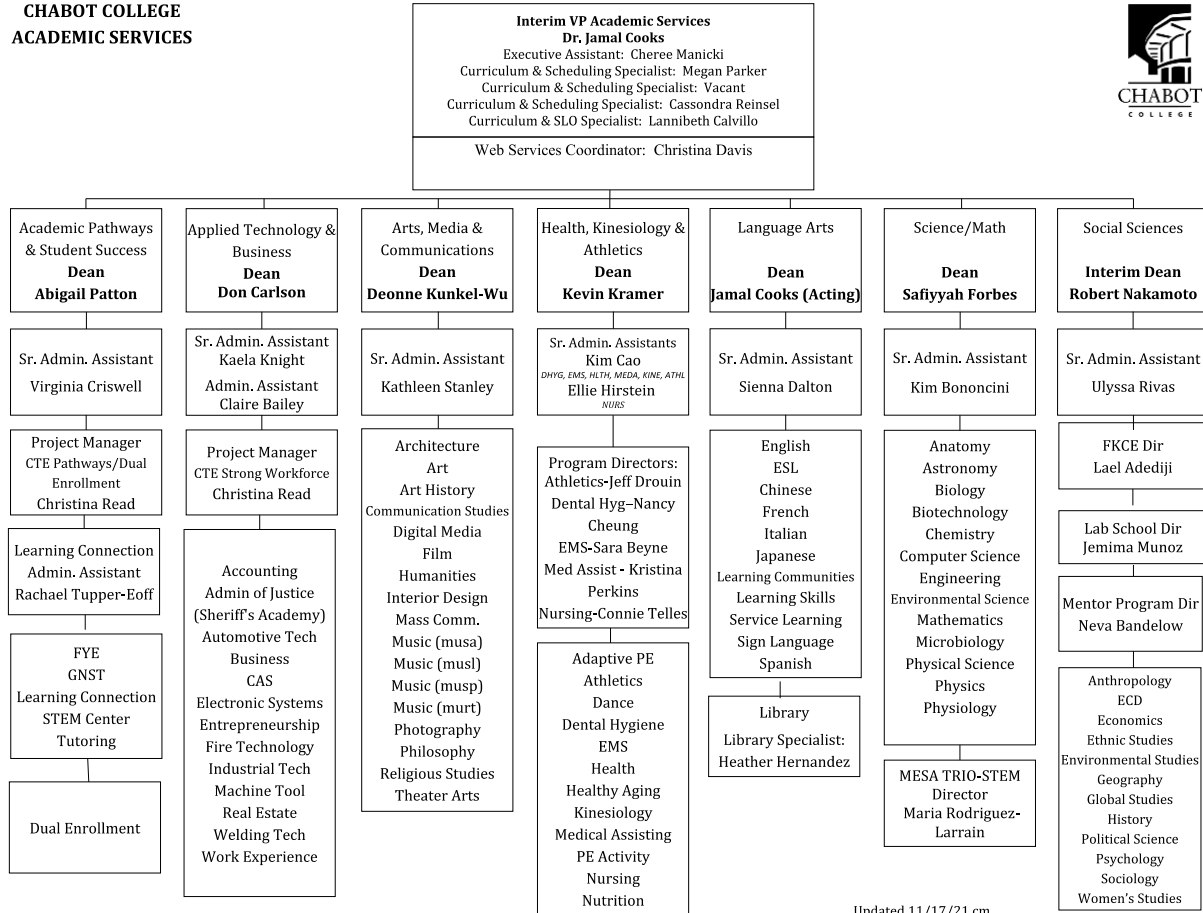 CHABOT COLLEGE
ACADEMIC SERVICES
Interim VP Academic Services
Dr. Jamal Cooks
Executive Assistant: Cheree Manicki
Curriculum & Scheduling Specialist: Megan Parker
Curriculum & Scheduling Specialist: Vacant
Curriculum & Scheduling Specialist: Cassondra Reinsel
Curriculum & SLO Specialist: Lannibeth Calvillo
Web Services Coordinator: Christina Davis
CHABOT
COLLEGE
Academic Pathways
& Student Success
Dean
Abigail Patton
Sr. Admin. Assistant
Virginia Criswell
Project Manager
CTE Pathways/Dual
Enrollment
Christina Read
Learning Connection
Admin. Assistant
Rachael Tupper-Eoff
FYE
GNST
Learning Connection
STEM Center
Tutoring
Dual Enrollment
Applied Technology &
Business
Dean
Don Carlson
Sr. Admin. Assistant
Kaela Knight
Admin. Assistant
Claire Bailey
Project Manager
CTE Strong Workforce
Christina Read
Accounting
Admin of Justice
(Sheriff's Academy)
Automotive Tech
Business
CAS
Electronic Systems
Entrepreneurship
Fire Technology
Industrial Tech
Machine Tool
Real Estate
Welding Tech
Work Experience
Arts, Media &
Communications
Dean
Deonne Kunkel-Wu
Sr. Admin. Assistant
Kathleen Stanley
Architecture
Art
Art History
Communication Studies
Digital Media
Film
Humanities
Interior Design
Mass Comm.
Music (musa)
Music (musl)
Music (musp)
Music (murt)
Photography
Philosophy
Religious Studies
Theater Arts
Health, Kinesiology &
Athletics
Dean
Kevin Kramer
Sr. Admin. Assistants
Kim Cao
DHYG, EMS, HLTH, MEDA, KINE, ATHL
Ellie Hirstein
NURS
Program Directors:
Athletics-Jeff Drouin
Dental Hyg–Nancy
Cheung
EMS-Sara Beyne
Med Assist - Kristina
Perkins
Nursing-Connie Telles
Adaptive PE
Athletics
Dance
Dental Hygiene
EMS
Health
Healthy Aging
Kinesiology
Medical Assisting
PE Activity
Nursing
Nutrition
Language Arts
Dean
Jamal Cooks (Acting)
Sr. Admin. Assistant
Sienna Dalton
English
ESL
Chinese
French
Italian
Japanese
Learning Communities
Learning Skills
Service Learning
Sign Language
Spanish
Library
Library Specialist:
Heather Hernandez
Science/Math
Dean
Safiyyah Forbes
Sr. Admin. Assistant
Kim Bononcini
Anatomy
Astronomy
Biology
Biotechnology
Chemistry
Computer Science
Engineering
Environmental Science
Mathematics
Microbiology
Physical Science
Physics
Physiology
MESA TRIO-STEM
Director
Maria Rodriguez-
Larrain
Social Sciences
Interim Dean
Robert Nakamoto
Sr. Admin. Assistant
Ulyssa Rivas
FKCE Dir
Lael Adediji
Lab School Dir
Jemima Munoz
Mentor Program Dir
Neva Bandelow
Anthropology
ECD
Economics
Ethnic Studies
Environmental Studies
Geography
Global Studies
History
Political Science
Psychology
Sociology
Women's Studies
Updated 11/17/21 cm